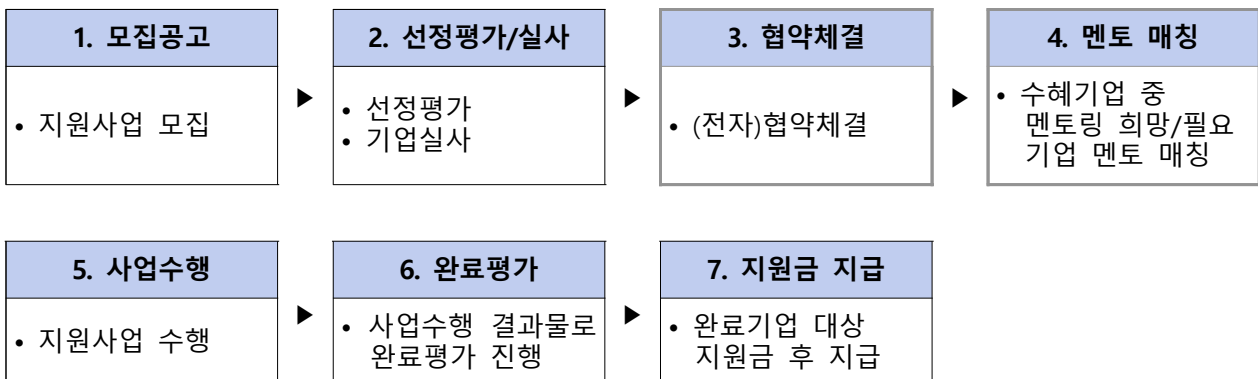 1. 모집공고
• 지원사업 모집
▶
2. 선정평가/실사
• 선정평가
• 기업실사
▶
3. 협약체결
• (전자)협약체결
▶
4. 멘토 매칭
• 수혜기업 중
멘토링 희망/필요
기업 멘토 매칭
5. 사업수행
• 지원사업 수행
▶
6. 완료평가
• 사업수행 결과물로
완료평가 진행
▶
7. 지원금 지급
• 완료기업 대상
지원금 후 지급